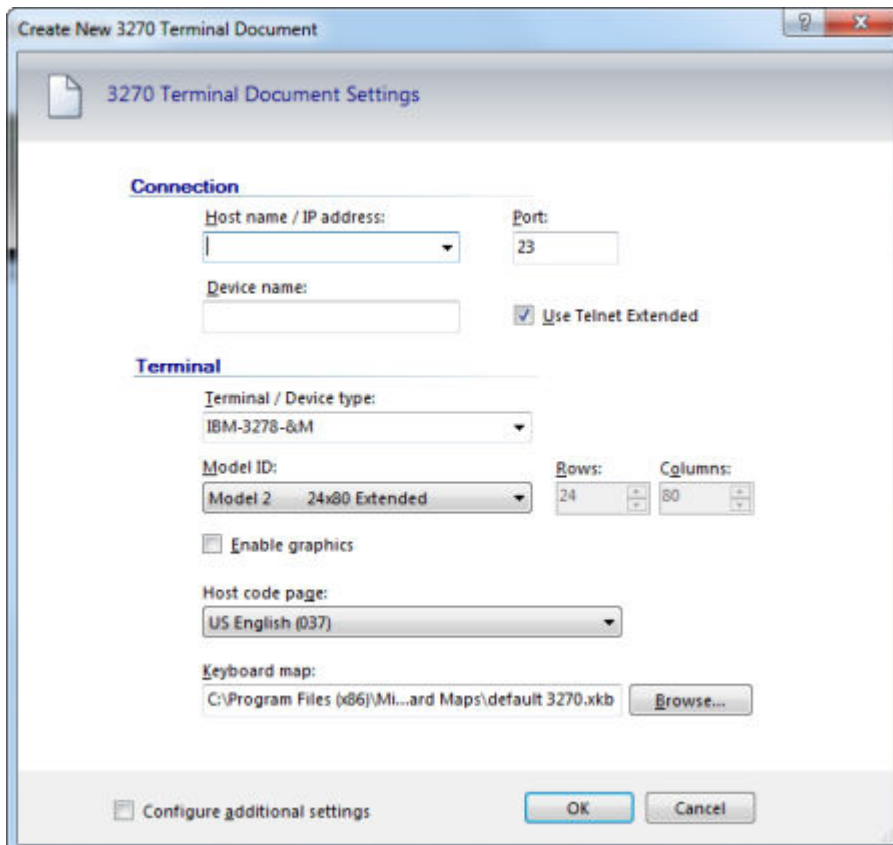 Create New 3270 Terminal Document
3270 Terminal Document Settings
Connection
Host name / IP address: Port:
23
Device name:
Use Telnet Extended
Terminal
Terminal / Device type:
IBM-3278-&M
Model ID: Rows: Columns:
Model 2 24x80 Extended 24 80
Enable graphics
Host code page:
US English (037)
Keyboard map:
C:\Program Files (x86)\Mi...ard Maps\default 3270.xkb Browse...
Configure additional settings OK Cancel